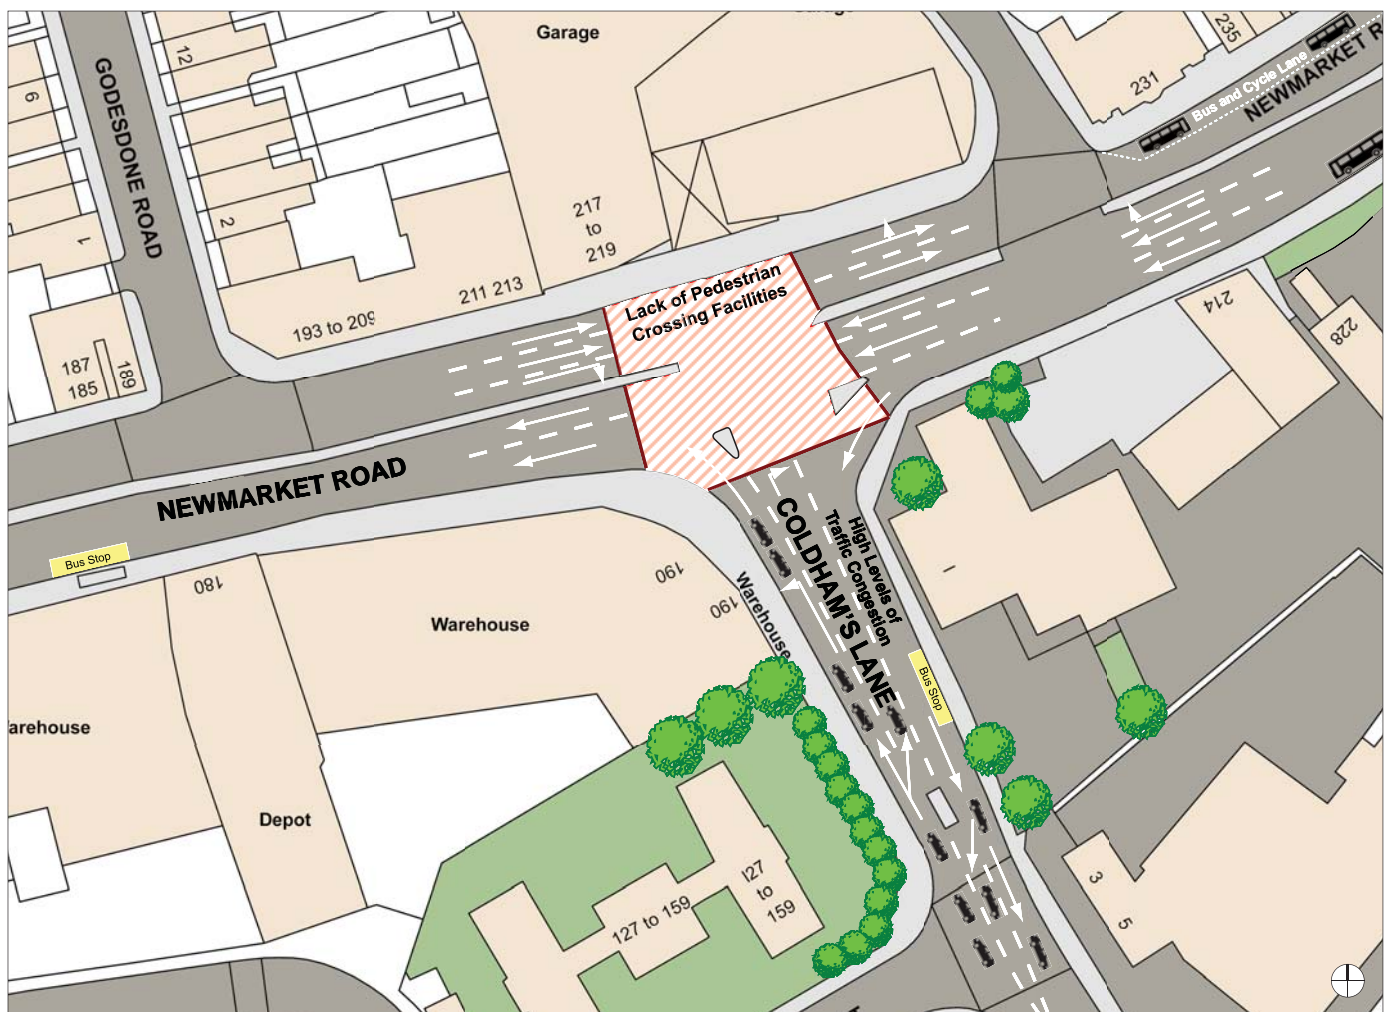 Garage
12
6
GODESDONE ROAD
231
235
Bus and Cycle Lane
NEWMARKET R
2
1
217
to
219
211 213
193 to 209
Lack of Pedestrian
Crossing Facilities
214
228
187
185
189
NEWMARKET ROAD
Bus Stop
180
190
190
Warehouse
Warehouse
COLDHAM'S LANE
High Levels of
Traffic Congestion
1
Bus Stop
arehouse
Depot
127 to 159
127
to
159
3
5